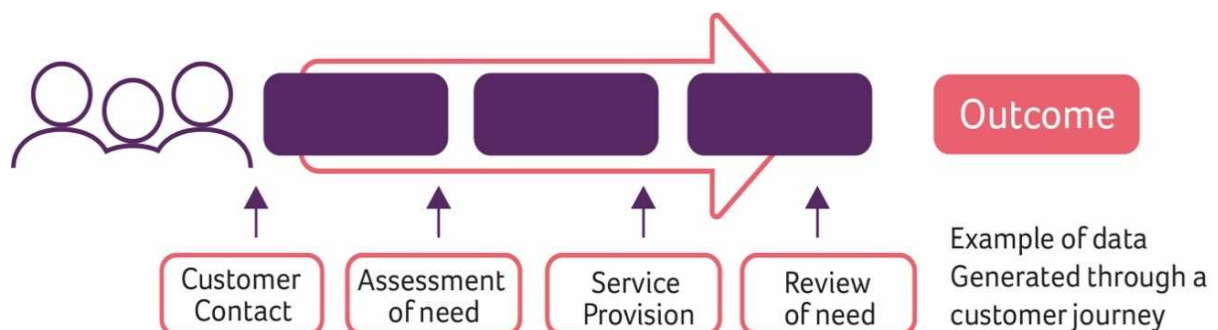 Outcome
Customer
Contact
Assessment
of need
Service
Provision
Review
of need
Example of data
Generated through a
customer journey